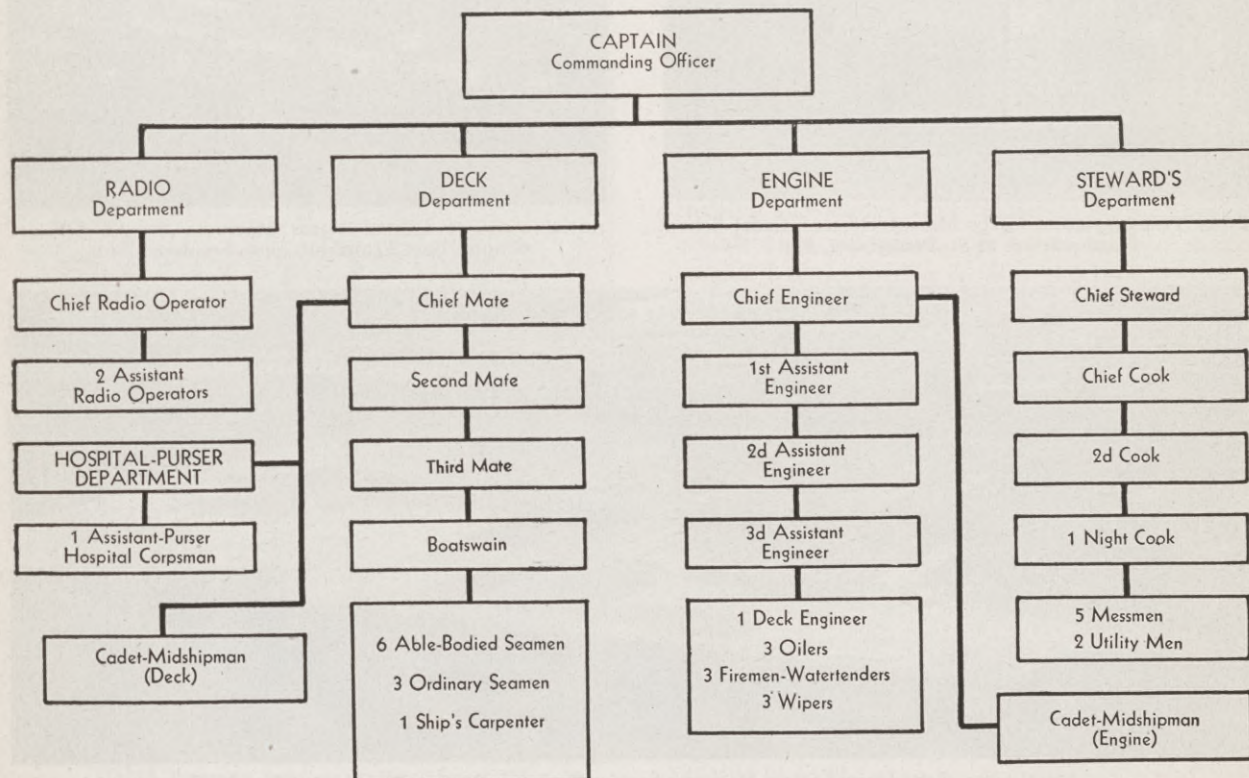 CAPTAIN
Commanding Officer
RADIO
Department
DECK
Department
ENGINE
Department
STEWARD'S
Department
Chief Radio Operator
Chief Mate
Chief Engineer
Chief Steward
2 Assistant
Radio Operators
Second Mate
1st Assistant
Engineer
Chief Cook
HOSPITAL-PURSER
DEPARTMENT
Third Mate
2d Assistant
Engineer
2d Cook
1 Assistant-Purser
Hospital Corpsman
Boatswain
3d Assistant
Engineer
1 Night Cook
Cadet-Midshipman
(Deck)
6 Able-Bodied Seamen
3 Ordinary Seamen
1 Ship's Carpenter
1 Deck Engineer
3 Oilers
3 Firemen-Watertenders
3 Wipers
5 Messmen
2 Utility Men
Cadet-Midshipman
(Engine)